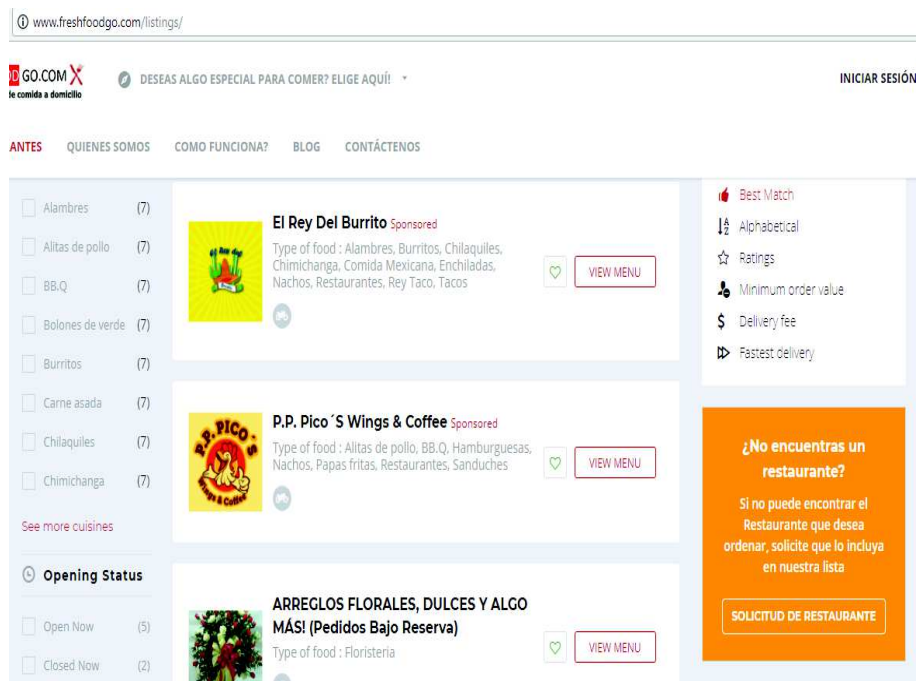 www.freshfoodgo.com/listings/
GO.COM
de comida a domicilio
DESEAS ALGO ESPECIAL PARA COMER? ELIGE AQUÍ!
INICIAR SESIÓN
ANTES
QUIENES SOMOS
COMO FUNCIONA?
BLOG
CONTÁCTENOS
Alambres (7)
Alitas de pollo (7)
BB.Q (7)
Bolones de verde (7)
Burritos (7)
Carne asada (7)
Chilaquiles (7)
Chimichanga (7)
See more cuisines
Opening Status
Open Now (5)
Closed Now (2)
El Rey Del Burrito Sponsored
Type of food : Alambres, Burritos, Chilaquiles,
Chimichanga, Comida Mexicana, Enchiladas,
Nachos, Restaurantes, Rey Taco, Tacos
VIEW MENU
P.P. PICO´S
Wings & Coffee
P.P. Pico´S Wings & Coffee Sponsored
Type of food : Alitas de pollo, BB.Q, Hamburguesas,
Nachos, Papas fritas, Restaurantes, Sanduches
VIEW MENU
ARREGLOS FLORALES, DULCES Y ALGO
MÁS! (Pedidos Bajo Reserva)
Type of food : Floristeria
VIEW MENU
Best Match
Alphabetical
Ratings
Minimum order value
Delivery fee
Fastest delivery
¿No encuentras un
restaurante?
Si no puede encontrar el
Restaurante que desea
ordenar, solicite que lo incluya
en nuestra lista
SOLICITUD DE RESTAURANTE